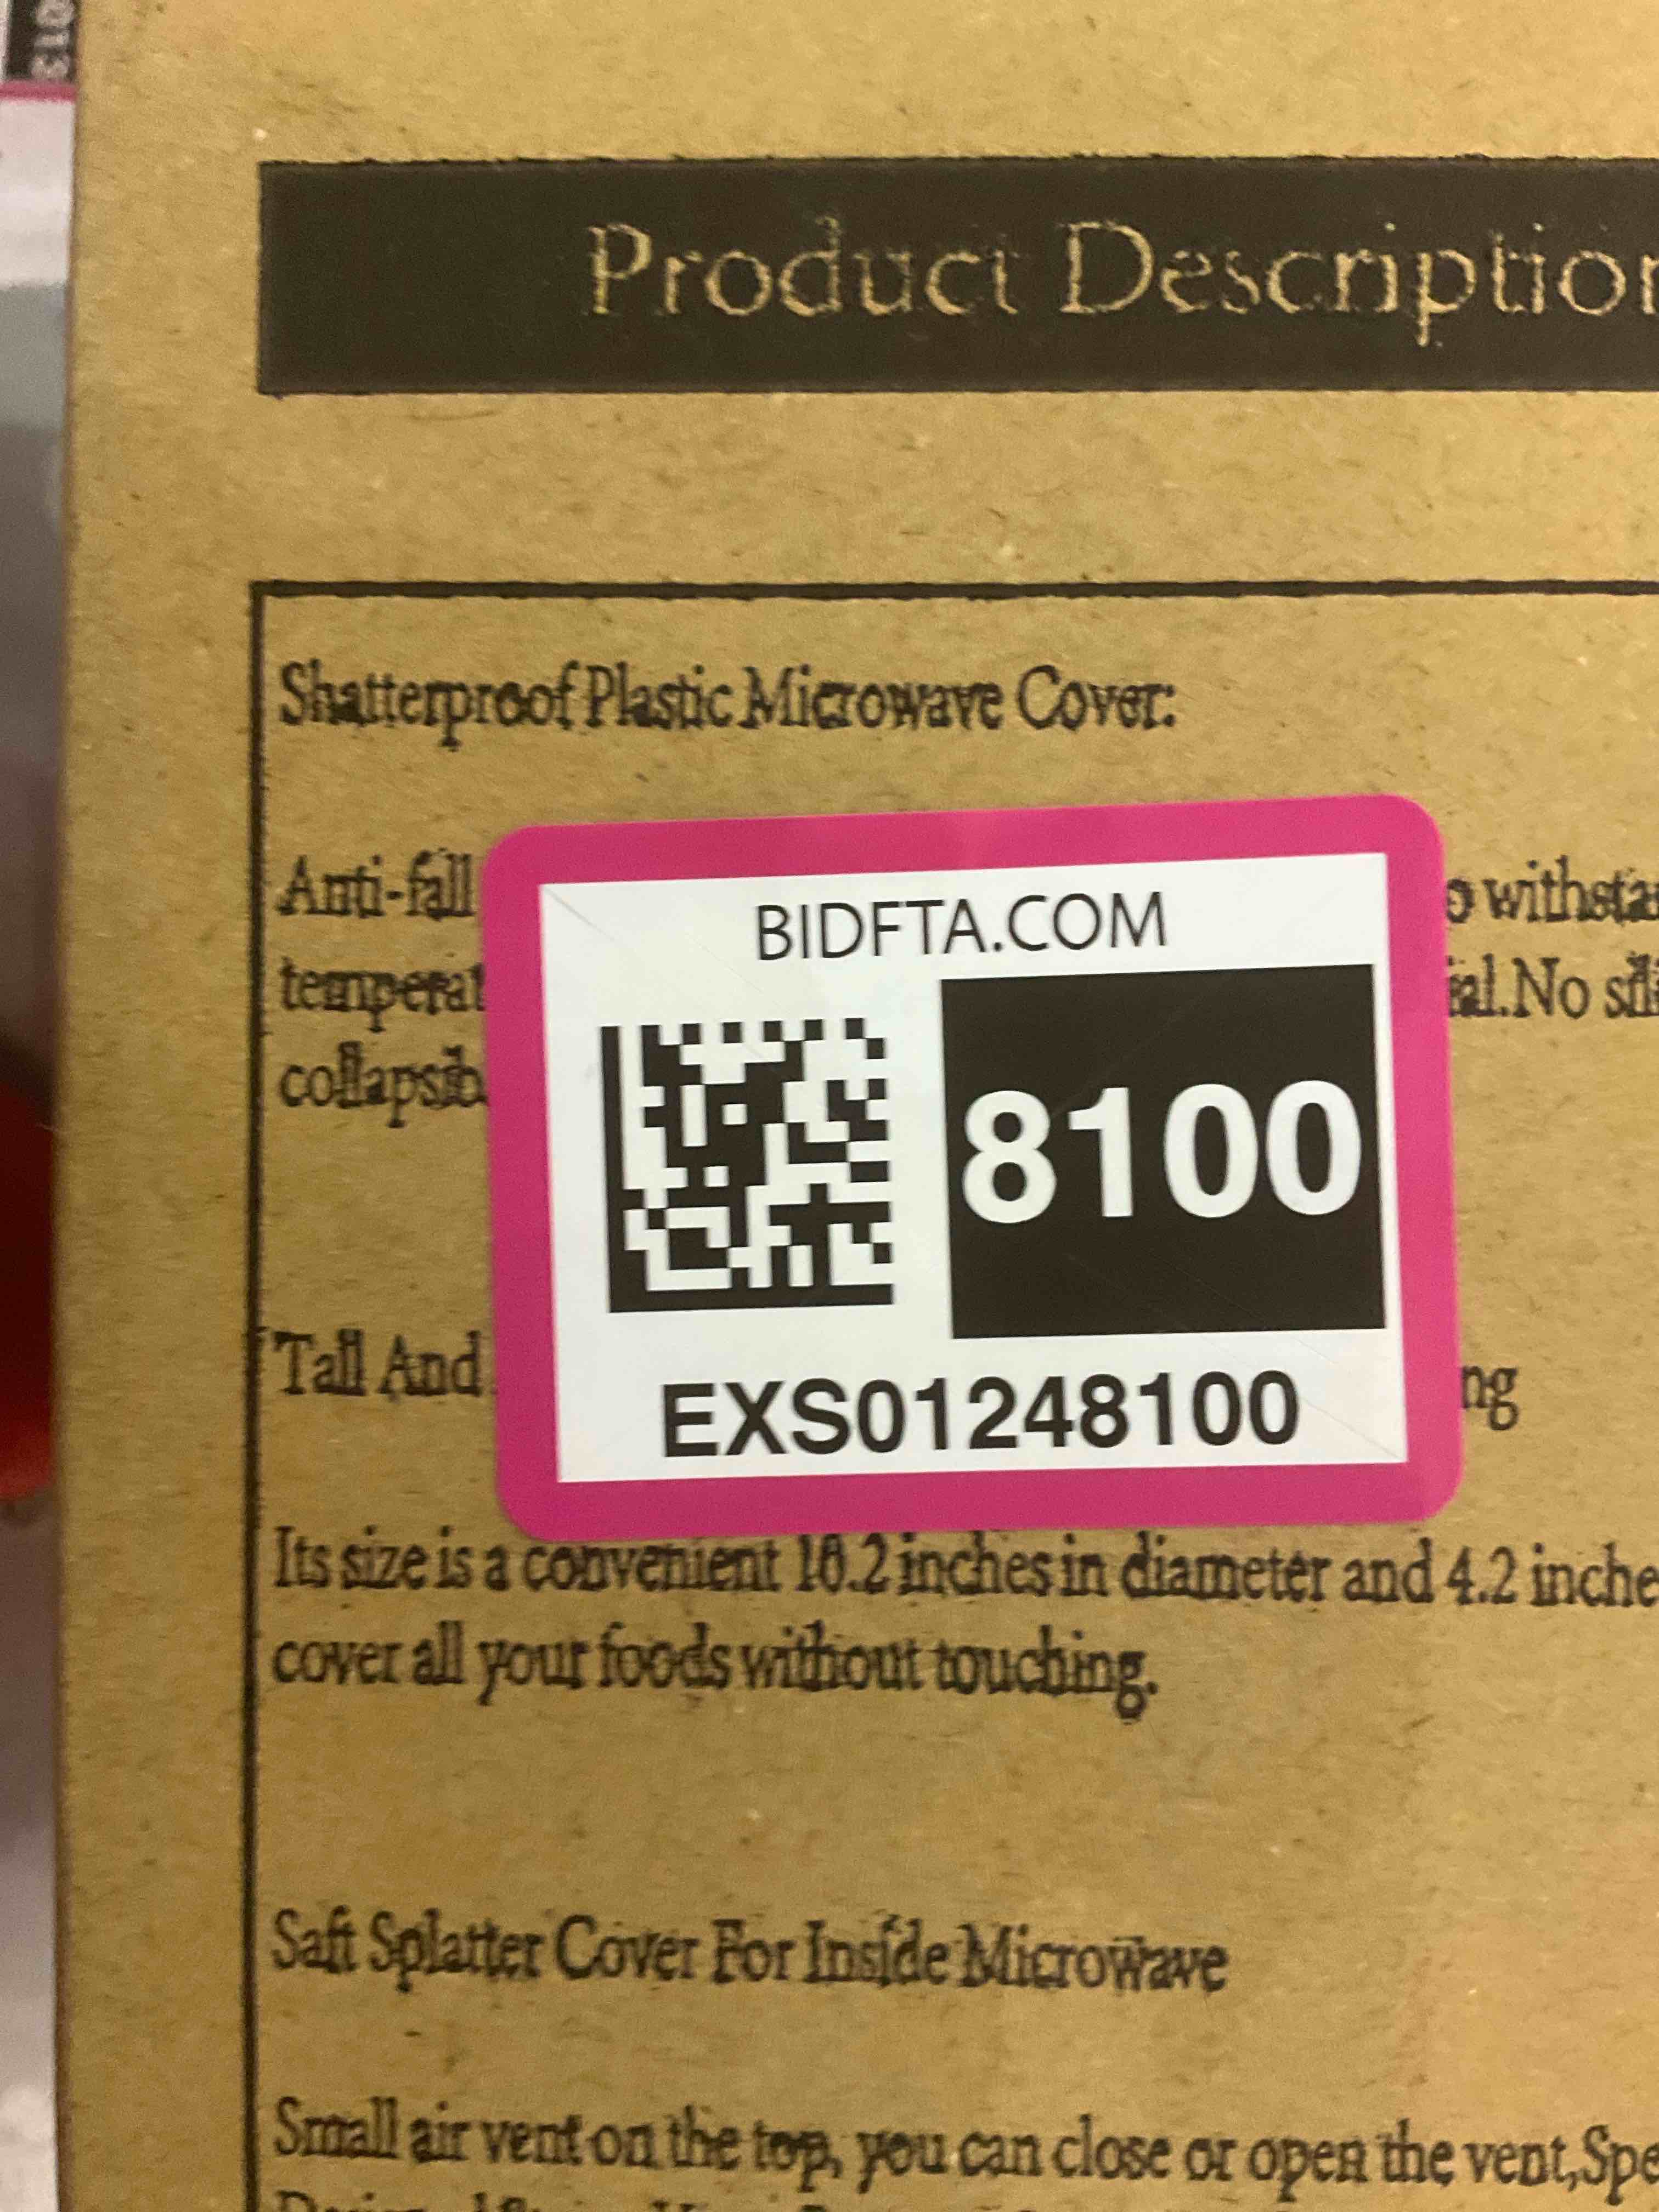 Product Description
Shatterproof Plastic Microwave Cover:
Anti-fall
withsta
temperat
ial.No sili
collapsib
BIDFTA.COM
8100
EXS01248100
Tall And
ng
Its size is a convenient 10.2 inches in diameter and 4.2 inche
cover all your foods without touching.
Saft Splatter Cover For Inside Microwave
Small air vent on the top, you can close or open the vent,Spe